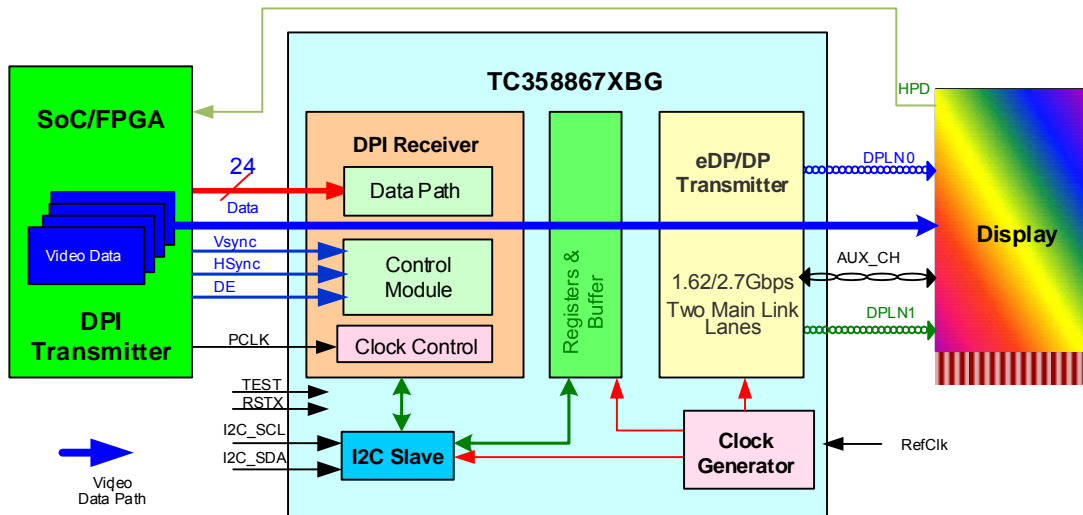 TC358867XBG
HPD
SoC/FPGA
DPI Receiver
24
Data
Data Path
eDP/DP
Transmitter
DPLN0
Video Data
Vsync
HSync
DE
Control
Module
Registers &
Buffer
1.62/2.7Gbps
Two Main Link
Lanes
AUX_CH
Display
DPLN1
DPI
Transmitter
PCLK
Clock Control
TEST
RSTX
I2C_SCL
I2C_SDA
I2C Slave
Clock
Generator
RefClk
Video
Data Path